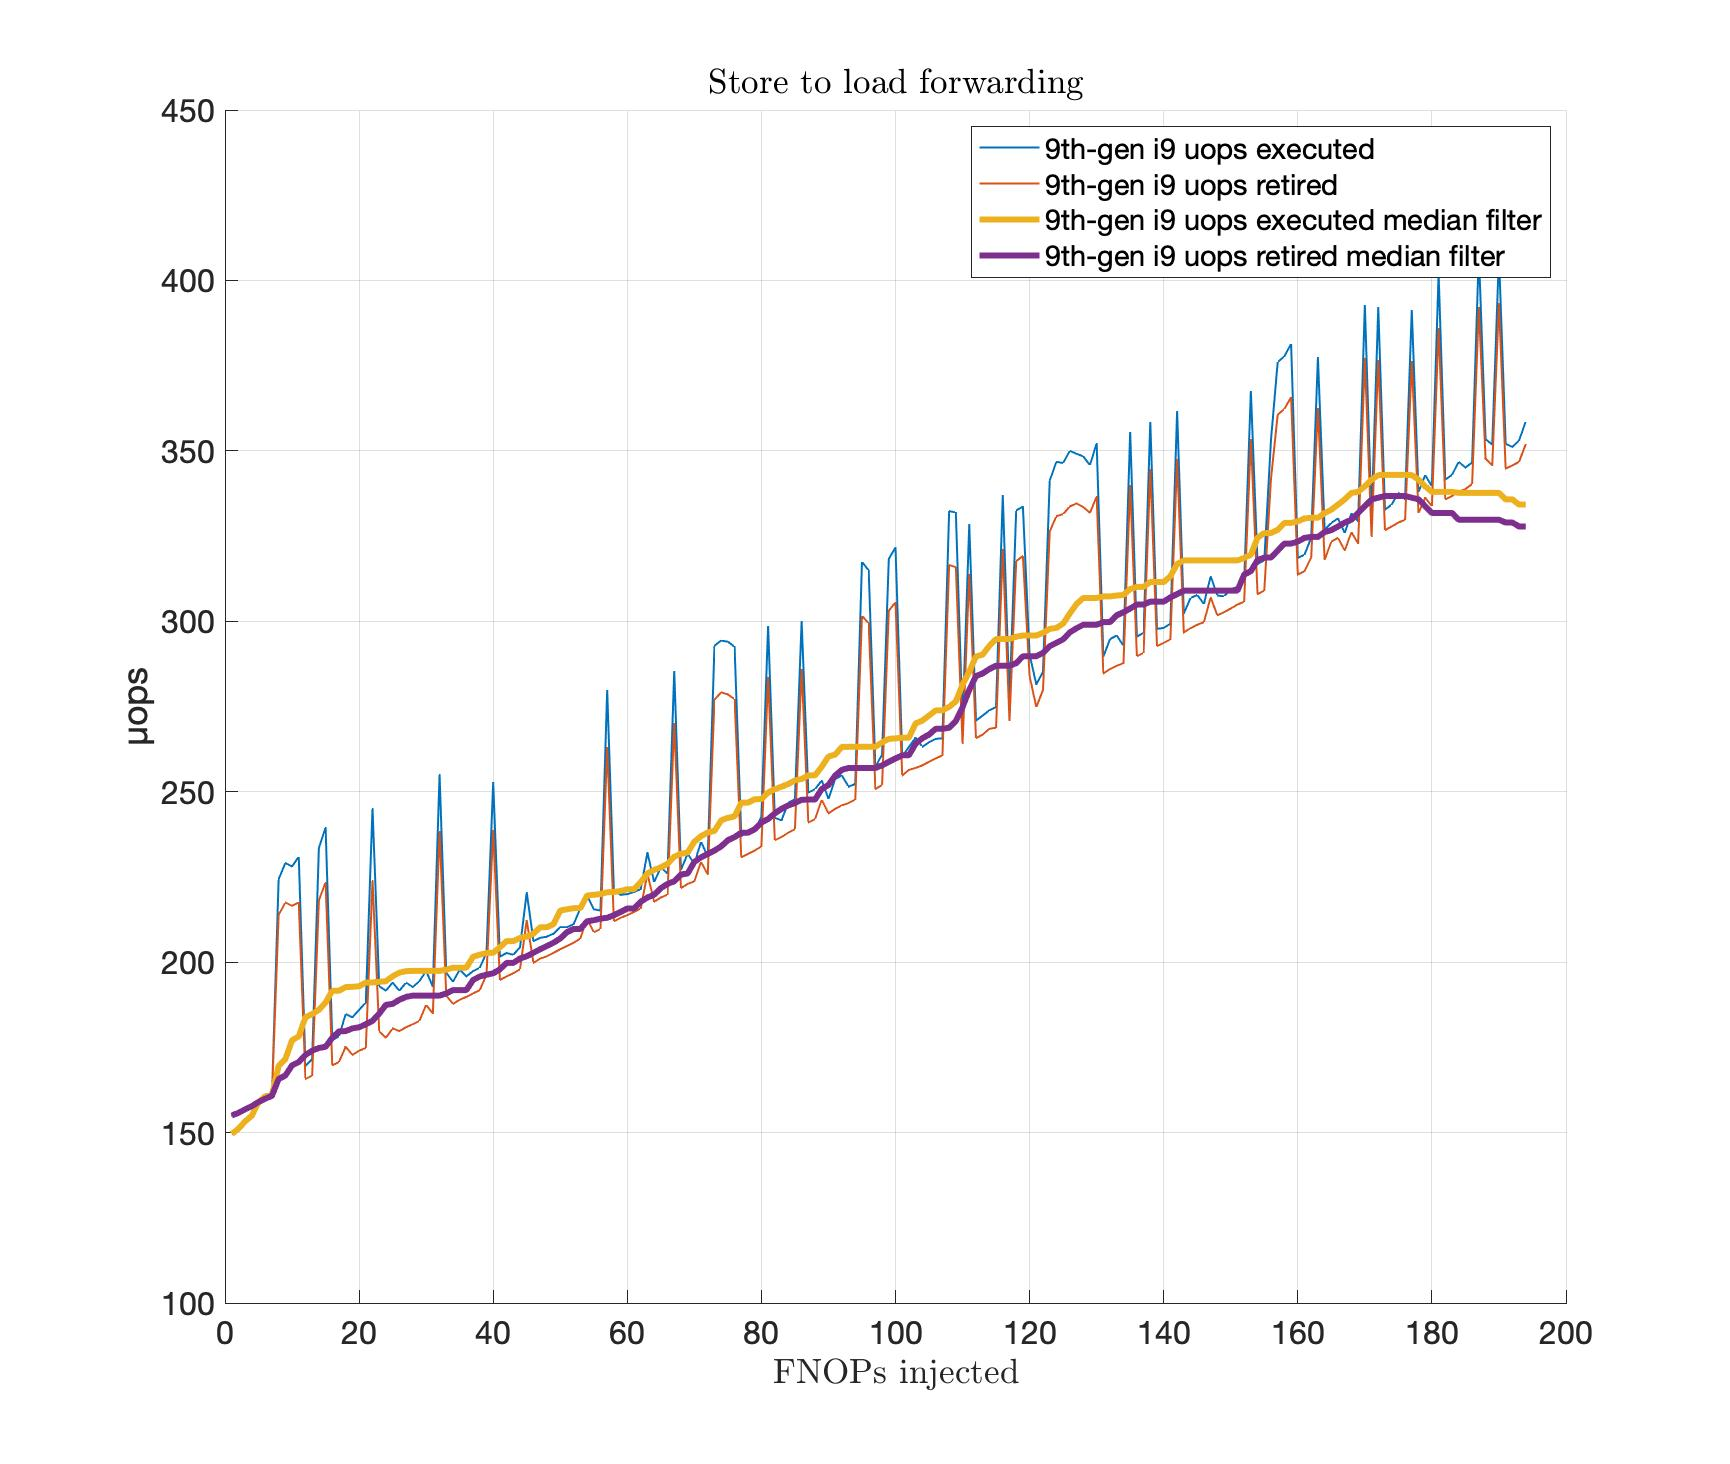 Store to load forwarding
450
400
350
300
250
200
150
100
µops
9th-gen i9 uops executed
9th-gen i9 uops retired
9th-gen i9 uops executed median filter
9th-gen i9 uops retired median filter
0 20 40 60 80 100 120 140 160 180 200
FNOPs injected